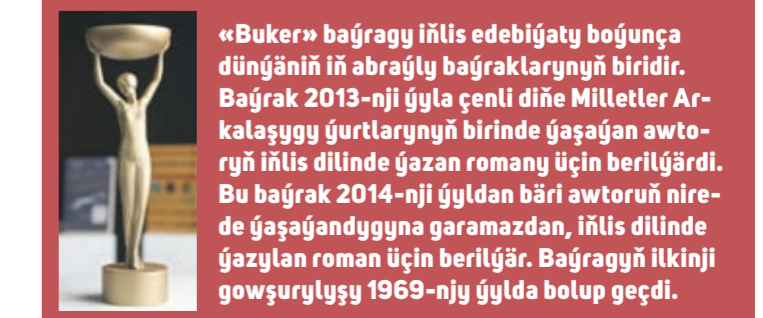 «Buker» baýragy iňlis edebiýaty boýunça
dünýäniň iň abraýly baýraklarynyň biridir.
Baýrak 2013-nji ýyla çenli diňe Milletler Ar-
kalaşygy ýurtlarynyň birinde ýaşaýan awto-
ryň iňlis dilinde ýazan romany üçin berilýärdi.
Bu baýrak 2014-nji ýyldan bäri awtoruň nire-
de ýaşaýandygyna garamazdan, iňlis dilinde
ýazylan roman üçin berilýär. Baýragyň ilkinji
gowşurylyşy 1969-njy ýylda bolup geçdi.